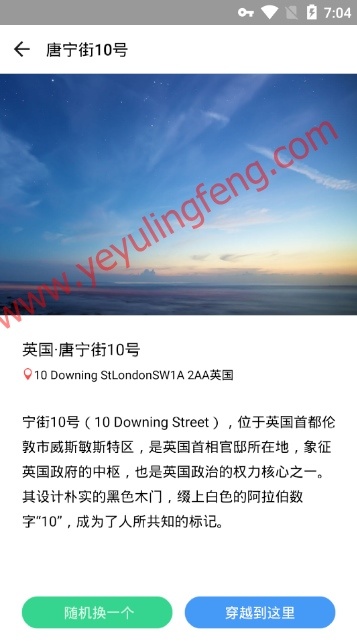 7:04
唐宁街10号
www.yeyulingfeng.com
英国·唐宁街10号
10 Downing StLondonSW1A 2AA英国
宁街10号（10 Downing Street），位于英国首都伦
敦市威斯敏斯特区，是英国首相官邸所在地，象征
英国政府的中枢，也是英国政治的权力核心之一。
其设计朴实的黑色木门，缀上白色的阿拉伯数
字“10”，成为了人所共知的标记。
随机换一个
穿越到这里